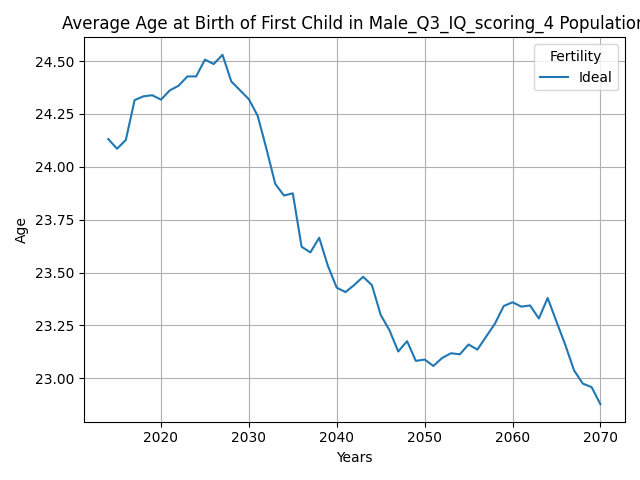 Average Age at Birth of First Child in Male_Q3_IQ_scoring_4 Population
Fertility
Ideal
24.50
24.25
24.00
23.75
23.50
23.25
23.00
Age
2020 2030 2040 2050 2060 2070
Years